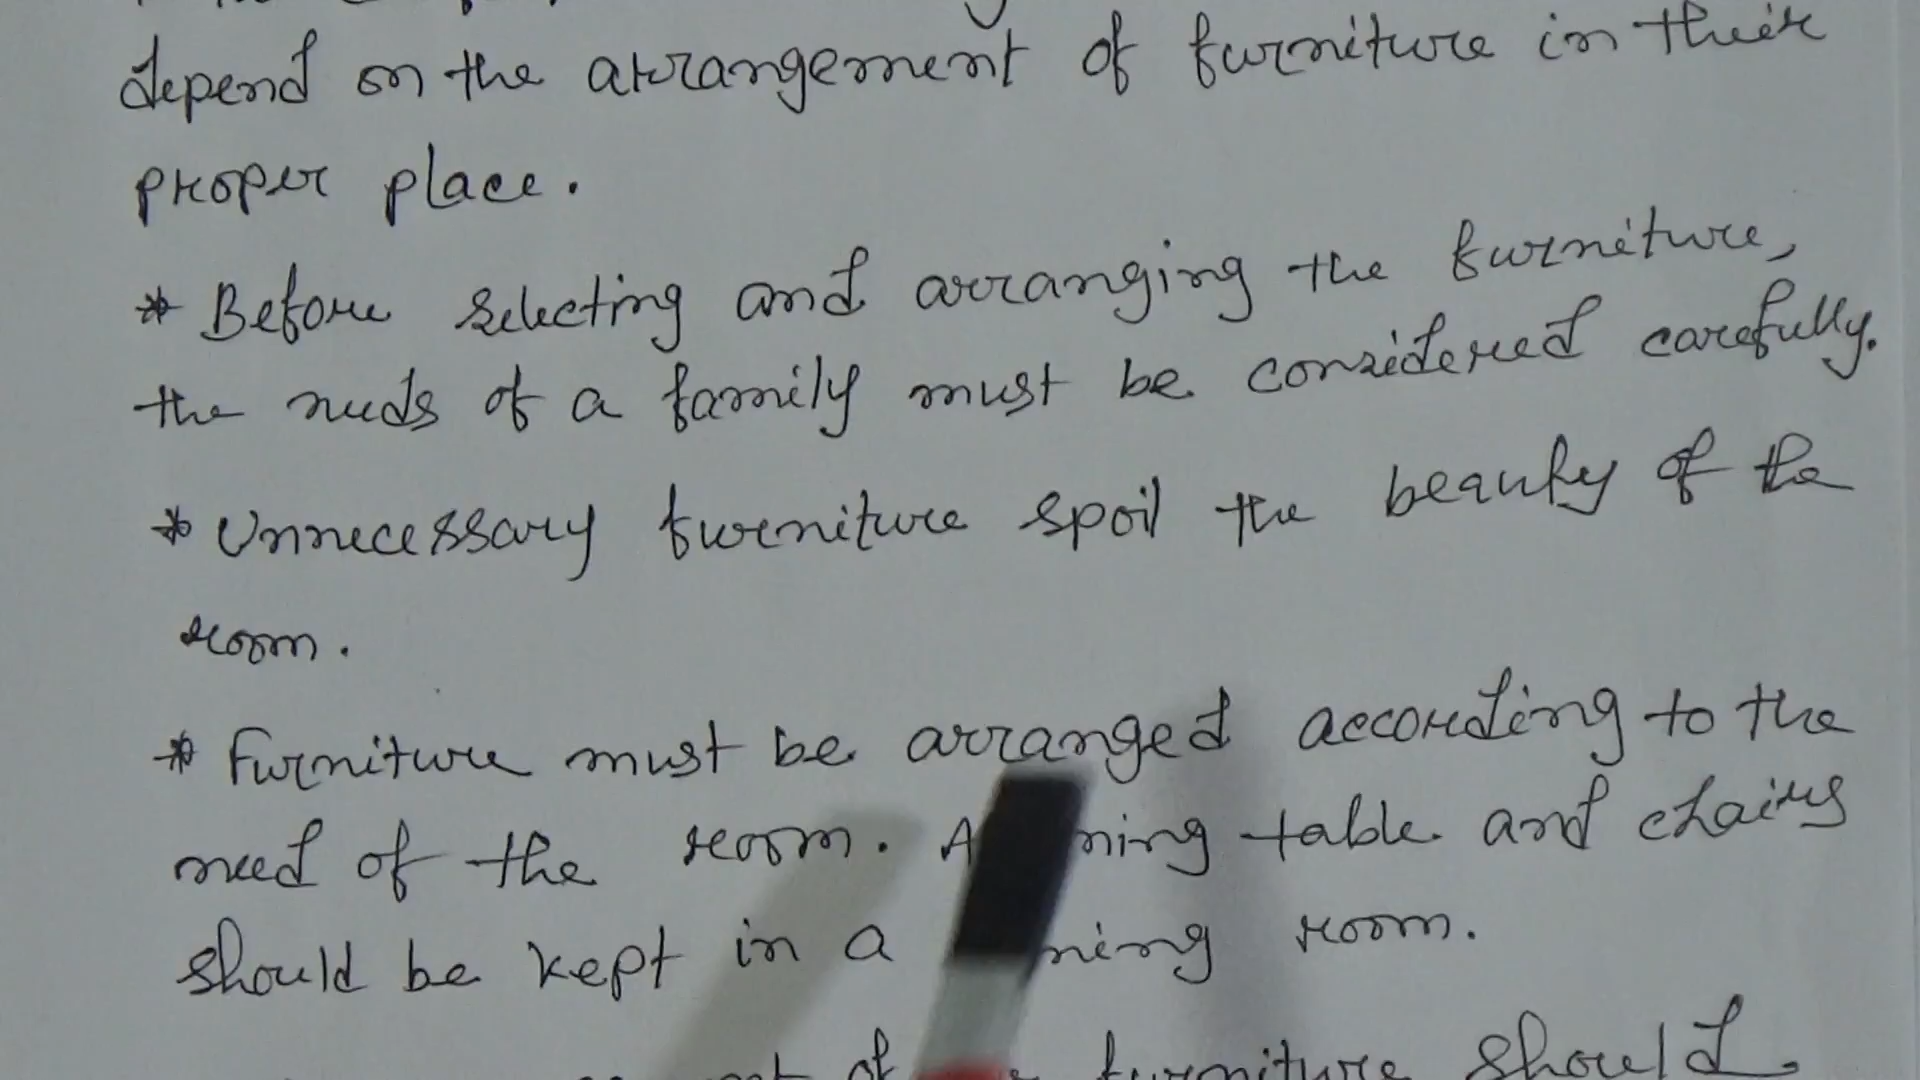 depend on the arrangement of furniture in their
proper place.
* Before selecting and arranging the furniture,
the needs of a family must be considered carefully.
* Unnecessary furniture spoil the beauty of the
room.
* Furniture must be arranged according to the
need of the room. A ning table and chairs
should be kept in a ning room.
of furniture should